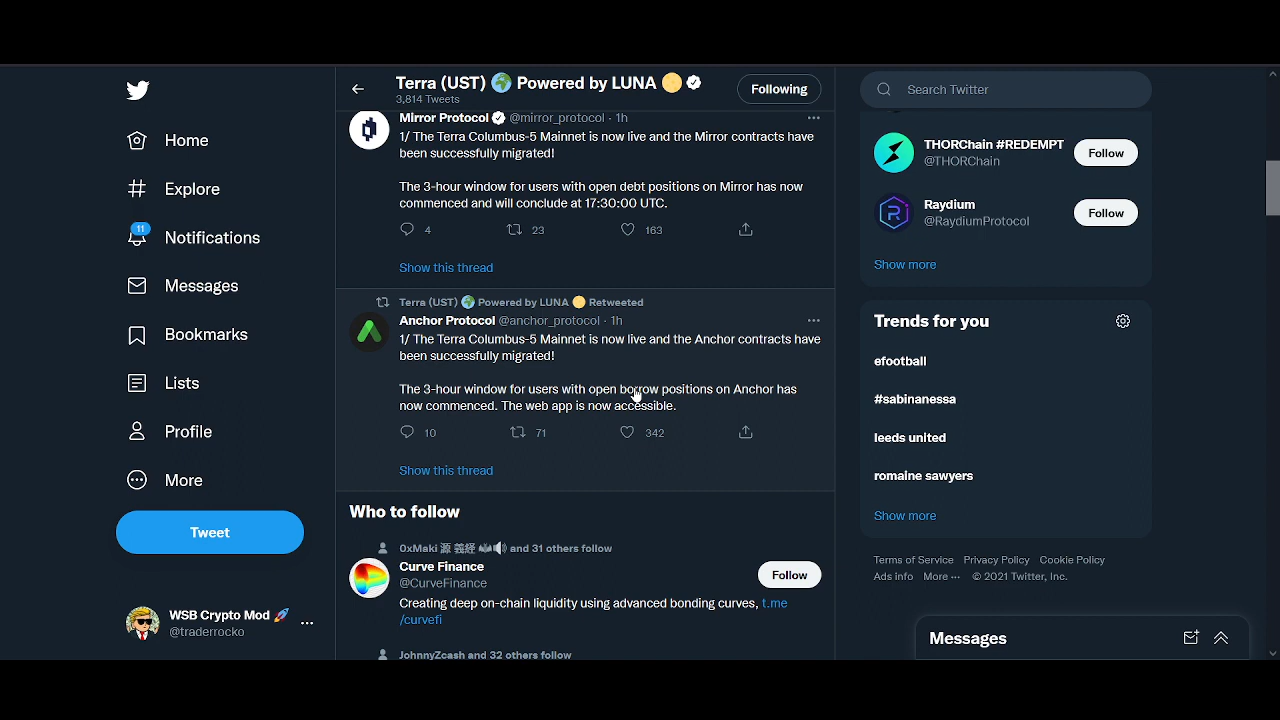 Home
Explore
11
Notifications
Messages
Bookmarks
Lists
Profile
More
Tweet
WSB Crypto Mod 🚀
@traderrocko
Terra (UST) 🌍 Powered by LUNA 🌕
3,814 Tweets
Following
Mirror Protocol @mirror_protocol · 1h
1/ The Terra Columbus-5 Mainnet is now live and the Mirror contracts have
been successfully migrated!
The 3-hour window for users with open debt positions on Mirror has now
commenced and will conclude at 17:30:00 UTC.
4 23 163
Show this thread
Terra (UST) 🌍 Powered by LUNA 🌕 Retweeted
Anchor Protocol @anchor_protocol · 1h
1/ The Terra Columbus-5 Mainnet is now live and the Anchor contracts have
been successfully migrated!
The 3-hour window for users with open borrow positions on Anchor has
now commenced. The web app is now accessible.
10 71 342
Show this thread
Who to follow
0xMaki 源 義経 🦇🔊 and 31 others follow
Curve Finance
@CurveFinance
Follow
Creating deep on-chain liquidity using advanced bonding curves, t.me
/curvefi
JohnnyZcash and 32 others follow
Search Twitter
THORChain #REDEMPT
@THORChain
Follow
Raydium
@RaydiumProtocol
Follow
Show more
Trends for you
efootball
#sabinanessa
leeds united
romaine sawyers
Show more
Terms of Service Privacy Policy Cookie Policy
Ads info More ··· © 2021 Twitter, Inc.
Messages